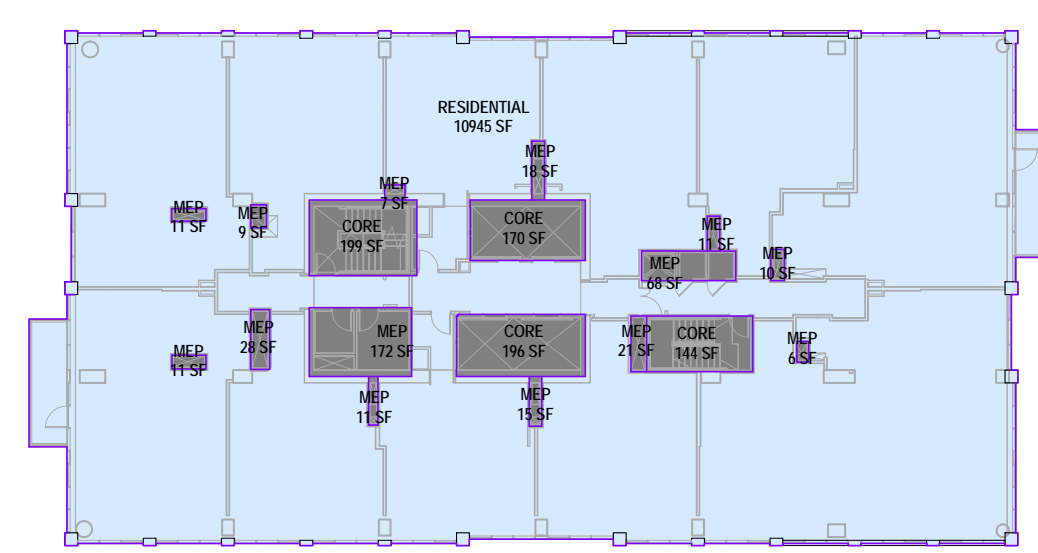 RESIDENTIAL
10945 SF
MEP
18 SF
MEP
7 SF
MEP
11 SF
MEP
9 SF
CORE
199 SF
CORE
170 SF
MEP
11 SF
MEP
68 SF
MEP
10 SF
MEP
28 SF
MEP
172 SF
CORE
196 SF
MEP
21 SF
CORE
144 SF
MEP
6 SF
MEP
11 SF
MEP
11 SF
MEP
15 SF